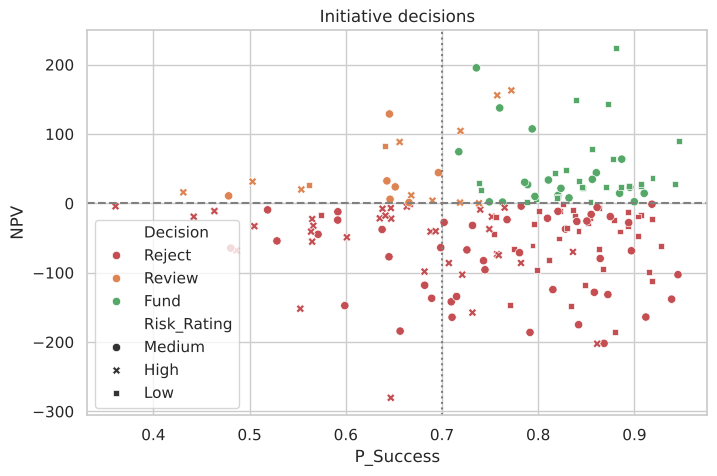 Initiative decisions
NPV
200
100
0
−100
−200
−300
Decision
Reject
Review
Fund
Risk_Rating
Medium
High
Low
0.4 0.5 0.6 0.7 0.8 0.9
P_Success